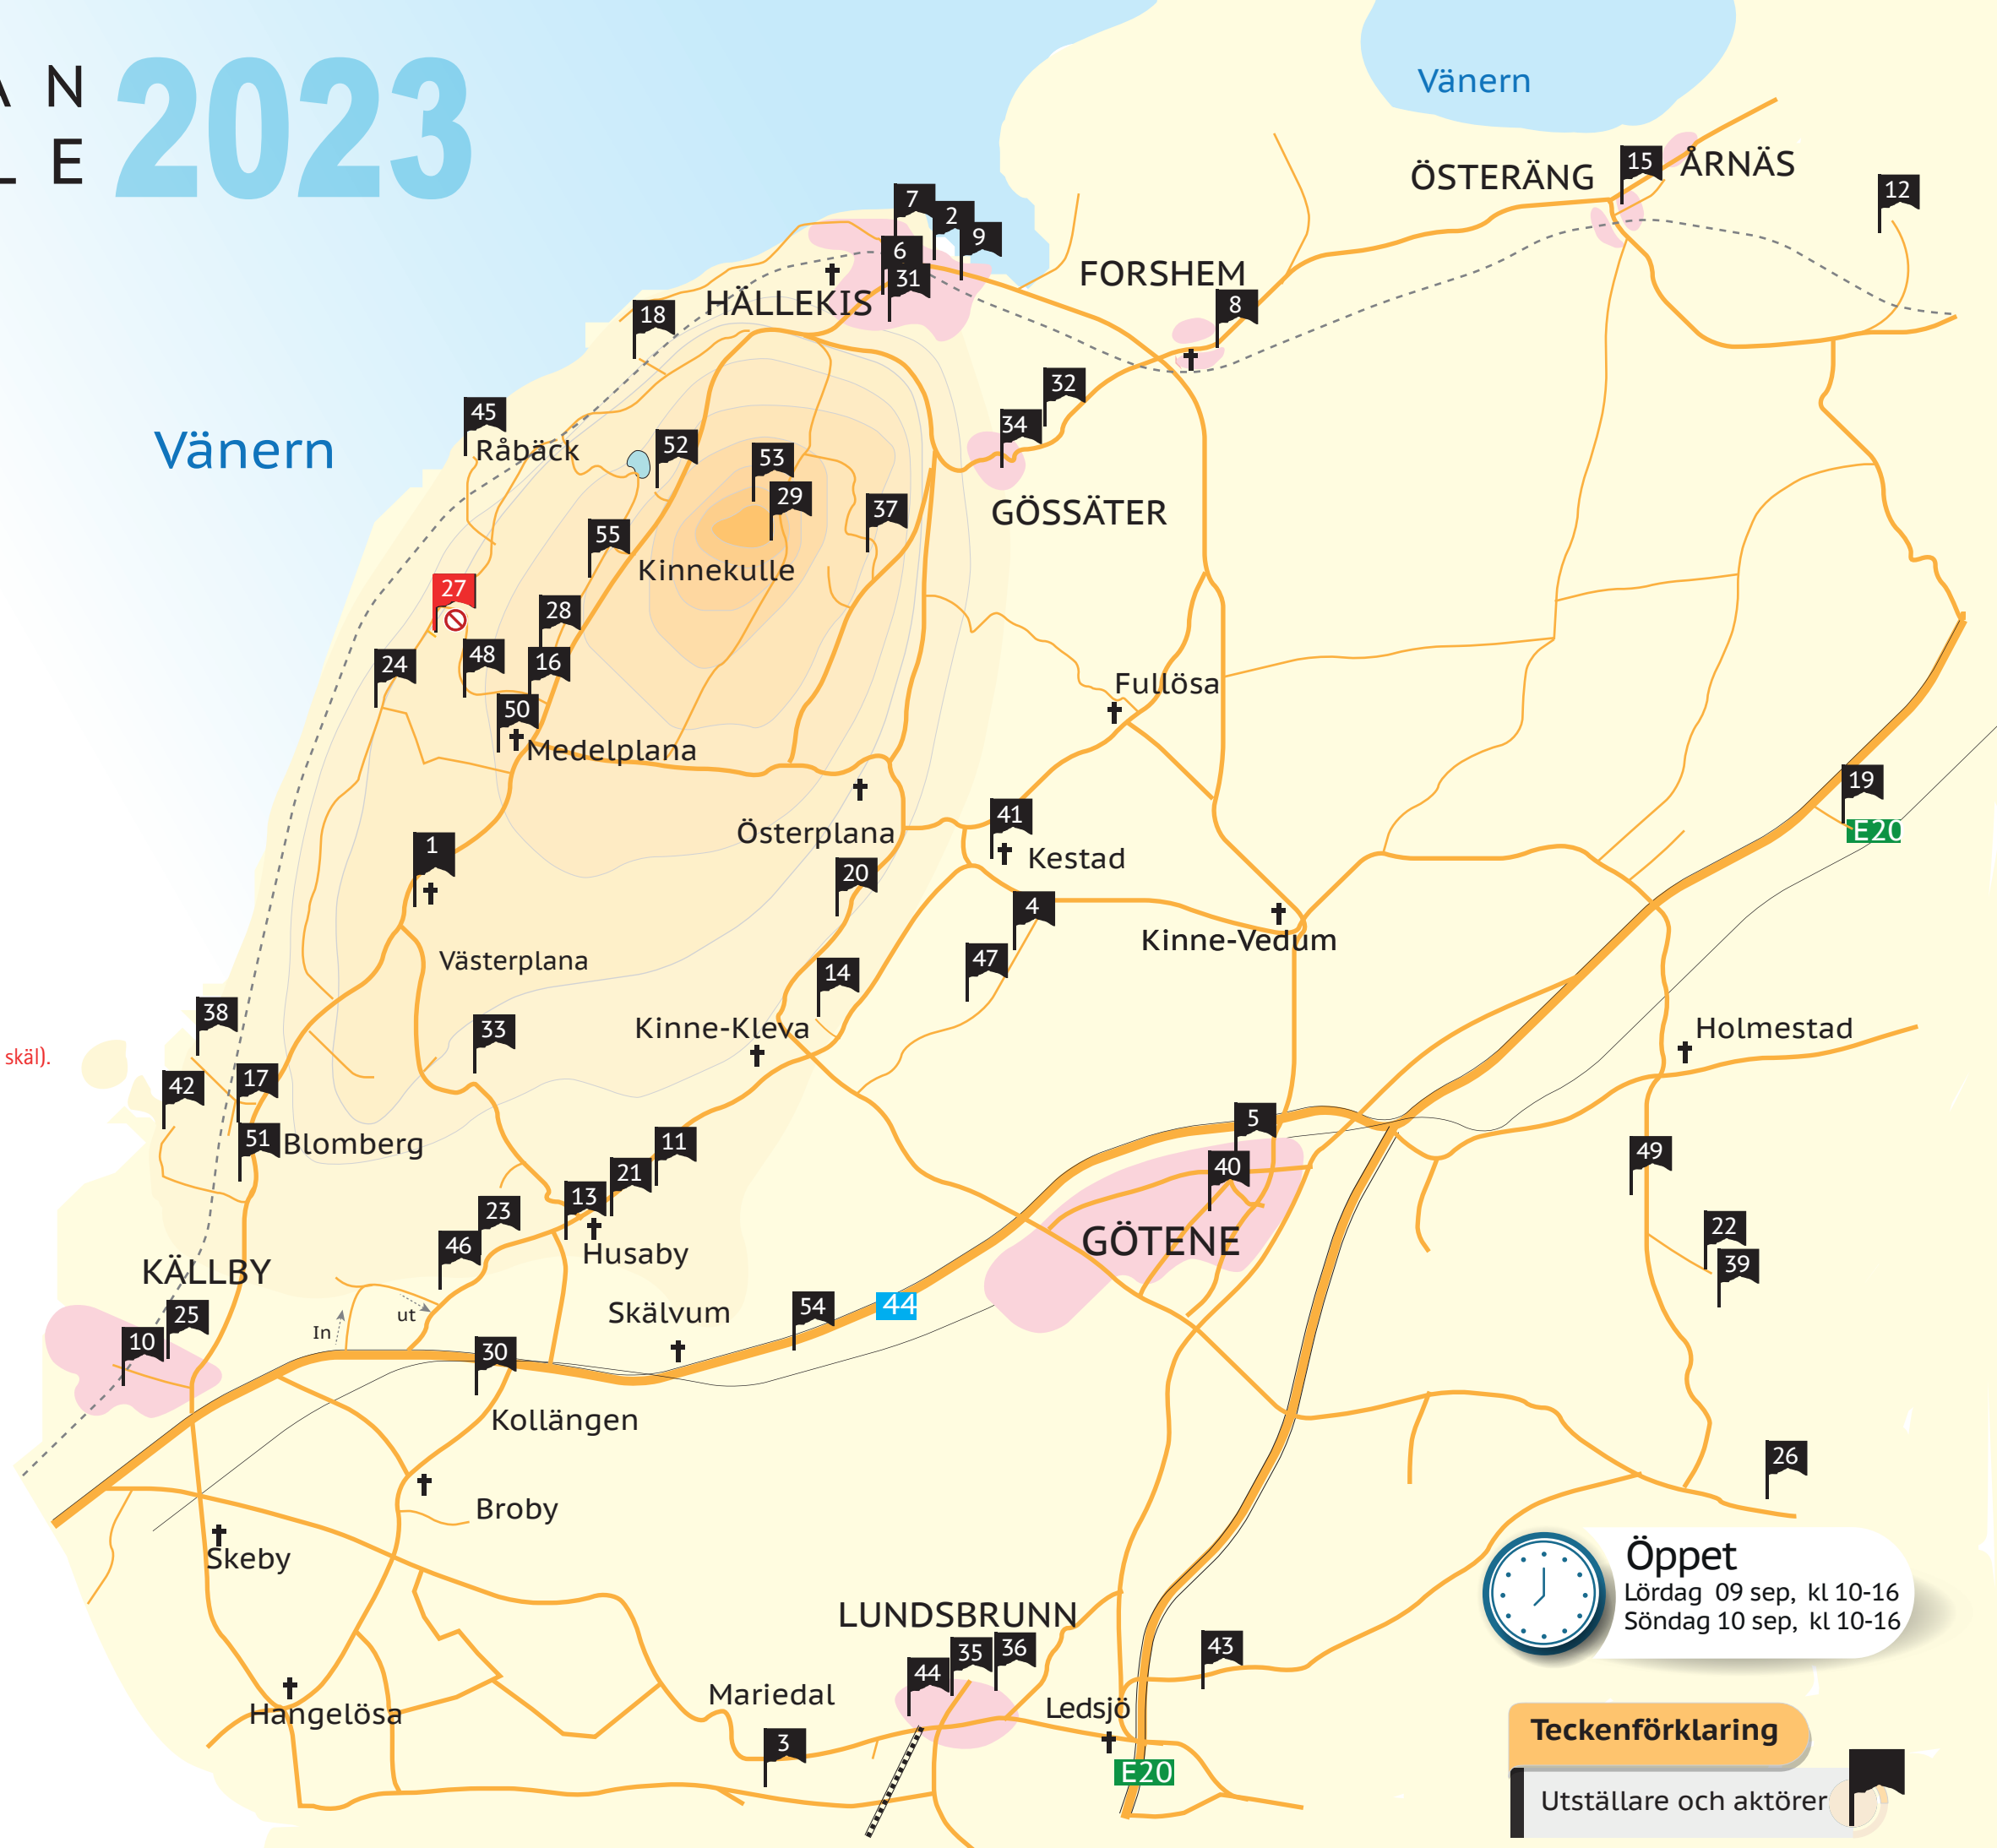 A N
L E
2023
Vänern
ÖSTERÄNG
15
ÅRNÄS
12
7
2
9
6
31
HÄLLEKIS
FORSHEM
8
18
32
34
GÖSSÄTER
Vänern
45
Råbäck
52
53
29
37
55
Kinnekulle
27
28
48
16
24
50
Medelplana
Fullösa
19
E20
41
Kestad
Österplana
20
1
4
Kinne-Vedum
47
Västerplana
14
38
33
Kinne-Kleva
Holmestad
skäl).
42
17
51
Blomberg
11
21
13
Husaby
5
40
GÖTENE
49
22
39
23
46
KÄLLBY
25
10
In
ut
Skälvum
54
44
30
Kollängen
26
Broby
Skeby
Öppet
Lördag 09 sep, kl 10-16
Söndag 10 sep, kl 10-16
LUNDSBRUNN
44
35
36
43
Hangelösa
Mariedal
3
Ledsjö
E20
Teckenförklaring
Utställare och aktörer